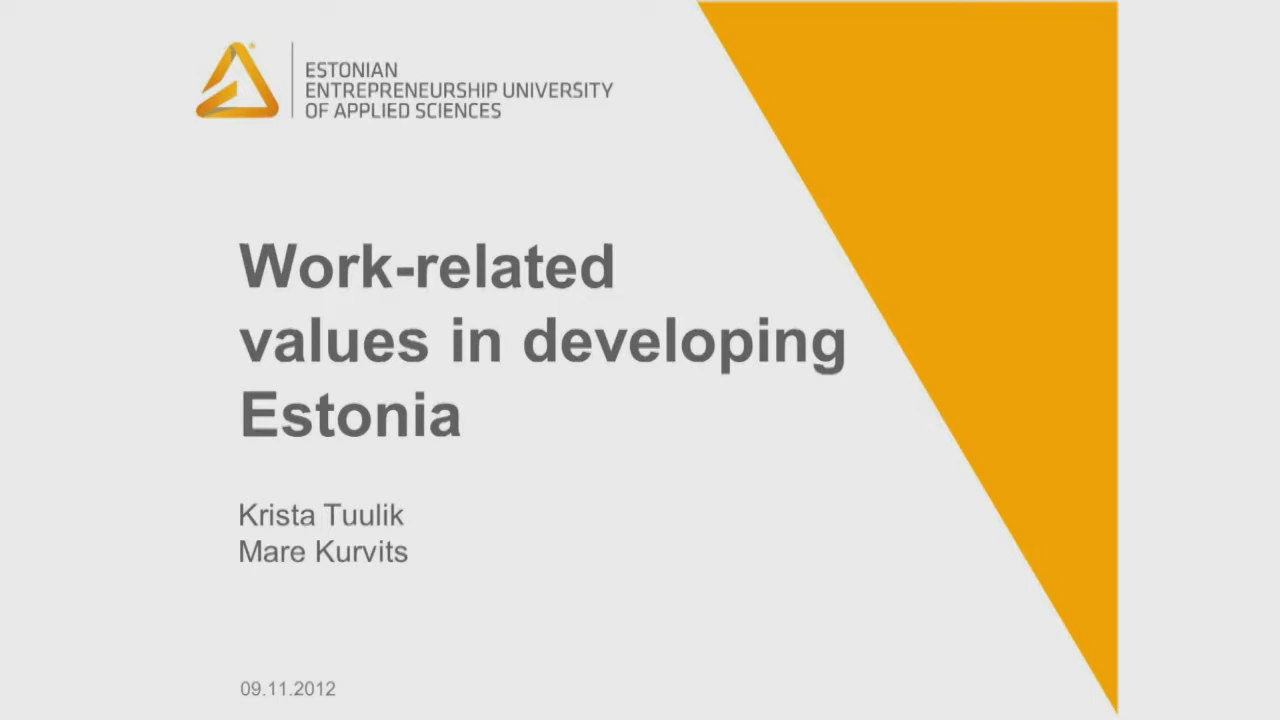 ESTONIAN
ENTREPRENEURSHIP UNIVERSITY
OF APPLIED SCIENCES
Work-related
values in developing
Estonia
Krista Tuulik
Mare Kurvits
09.11.2012